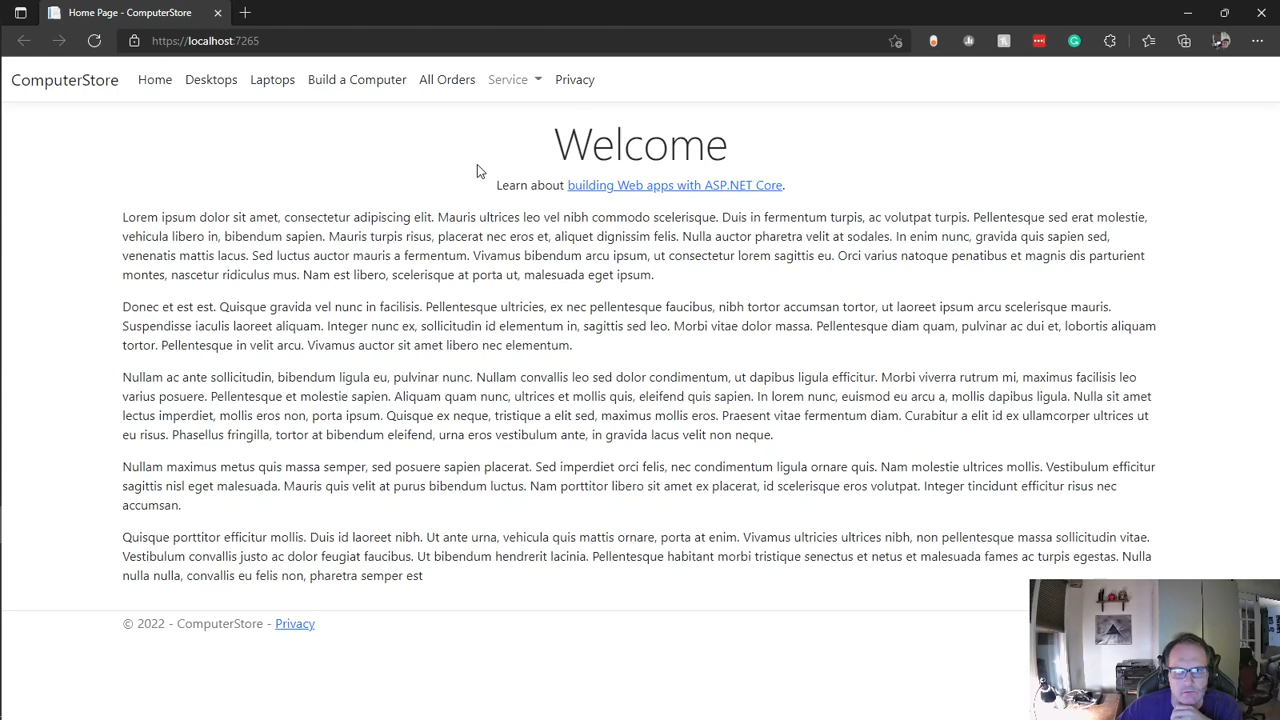 Home Page - ComputerStore
https://localhost:7265
ComputerStore Home Desktops Laptops Build a Computer All Orders Service Privacy
Welcome
Learn about building Web apps with ASP.NET Core.
Lorem ipsum dolor sit amet, consectetur adipiscing elit. Mauris ultrices leo vel nibh commodo scelerisque. Duis in fermentum turpis, ac volutpat turpis. Pellentesque sed erat molestie,
vehicula libero in, bibendum sapien. Mauris turpis risus, placerat nec eros et, aliquet dignissim felis. Nulla auctor pharetra velit at sodales. In enim nunc, gravida quis sapien sed,
venenatis mattis lacus. Sed luctus auctor mauris a fermentum. Vivamus bibendum arcu ipsum, ut consectetur lorem sagittis eu. Orci varius natoque penatibus et magnis dis parturient
montes, nascetur ridiculus mus. Nam est libero, scelerisque at porta ut, malesuada eget ipsum.
Donec et est est. Quisque gravida vel nunc in facilisis. Pellentesque ultricies, ex nec pellentesque faucibus, nibh tortor accumsan tortor, ut laoreet ipsum arcu scelerisque mauris.
Suspendisse iaculis laoreet aliquam. Integer nunc ex, sollicitudin id elementum in, sagittis sed leo. Morbi vitae dolor massa. Pellentesque diam quam, pulvinar ac dui et, lobortis aliquam
tortor. Pellentesque in velit arcu. Vivamus auctor sit amet libero nec elementum.
Nullam ac ante sollicitudin, bibendum ligula eu, pulvinar nunc. Nullam convallis leo sed dolor condimentum, ut dapibus ligula efficitur. Morbi viverra rutrum mi, maximus facilisis leo
varius posuere. Pellentesque et molestie sapien. Aliquam quam nunc, ultrices et mollis quis, eleifend quis sapien. In lorem nunc, euismod eu arcu a, mollis dapibus ligula. Nulla sit amet
lectus imperdiet, mollis eros non, porta ipsum. Quisque ex neque, tristique a elit sed, maximus mollis eros. Praesent vitae fermentum diam. Curabitur a elit id ex ullamcorper ultrices ut
eu risus. Phasellus fringilla, tortor at bibendum eleifend, urna eros vestibulum ante, in gravida lacus velit non neque.
Nullam maximus metus quis massa semper, sed posuere sapien placerat. Sed imperdiet orci felis, nec condimentum ligula ornare quis. Nam molestie ultrices mollis. Vestibulum efficitur
sagittis nisl eget malesuada. Mauris quis velit at purus bibendum luctus. Nam porttitor libero sit amet ex placerat, id scelerisque eros volutpat. Integer tincidunt efficitur risus nec
accumsan.
Quisque porttitor efficitur mollis. Duis id laoreet nibh. Ut ante urna, vehicula quis mattis ornare, porta at enim. Vivamus ultricies ultrices nibh, non pellentesque massa sollicitudin vitae.
Vestibulum convallis justo ac dolor feugiat faucibus. Ut bibendum hendrerit lacinia. Pellentesque habitant morbi tristique senectus et netus et malesuada fames ac turpis egestas. Nulla
nulla nulla, convallis eu felis non, pharetra semper est
© 2022 - ComputerStore - Privacy